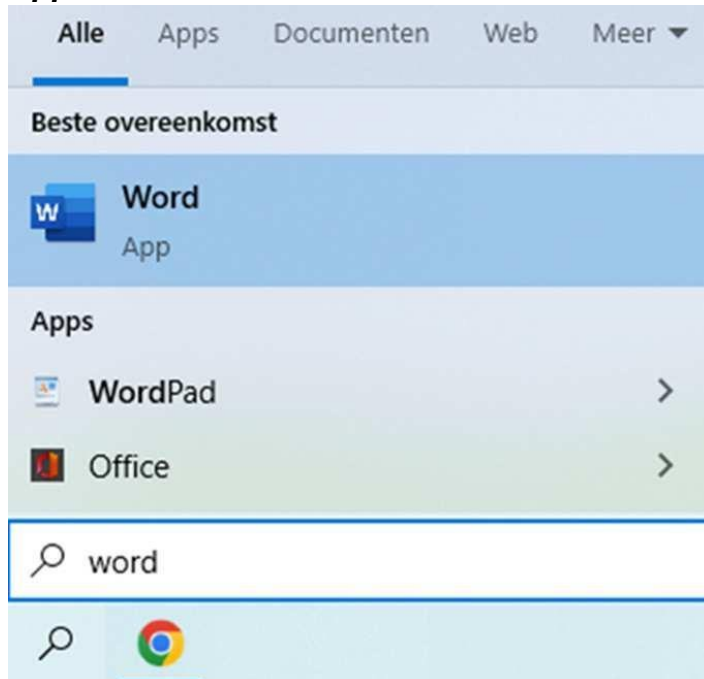 Alle Apps Documenten Web Meer
Beste overeenkomst
W
Word
App
Apps
WordPad
Office
word